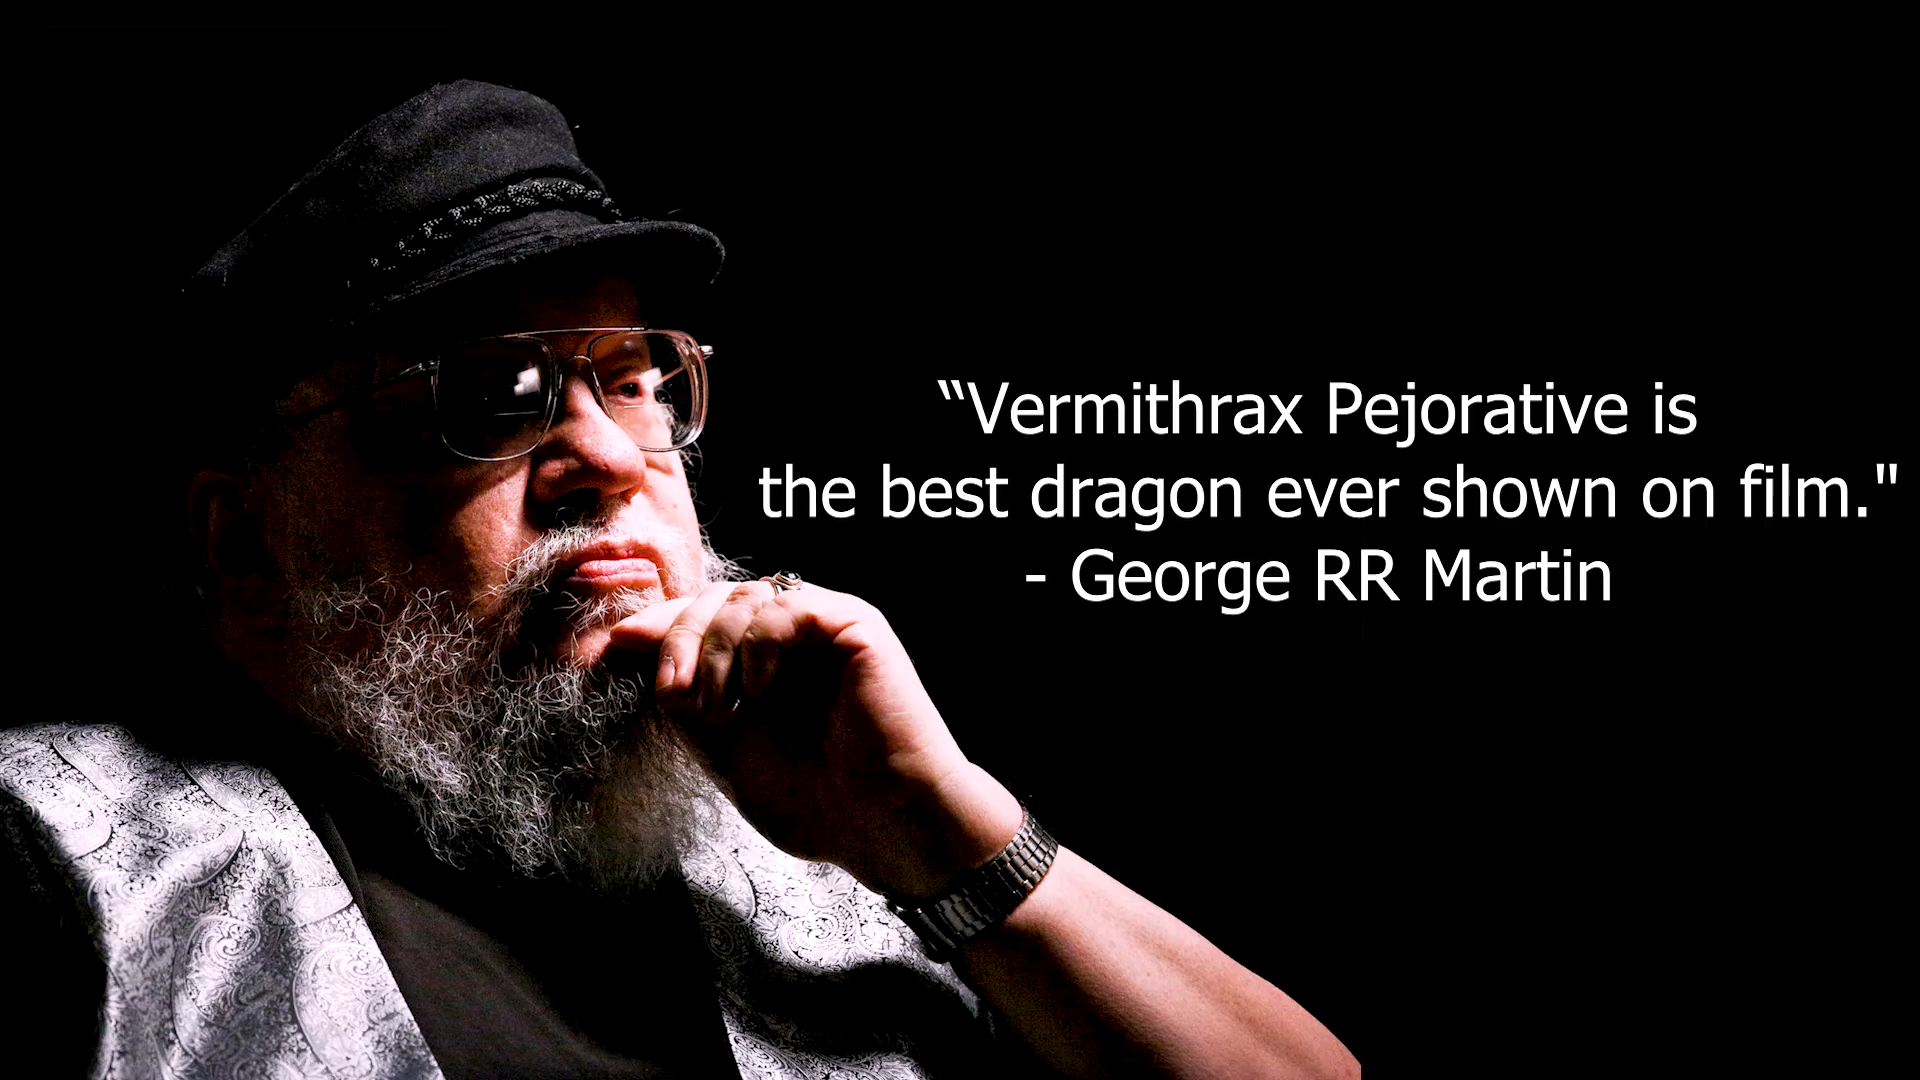 “Vermithrax Pejorative is
the best dragon ever shown on film."
- George RR Martin